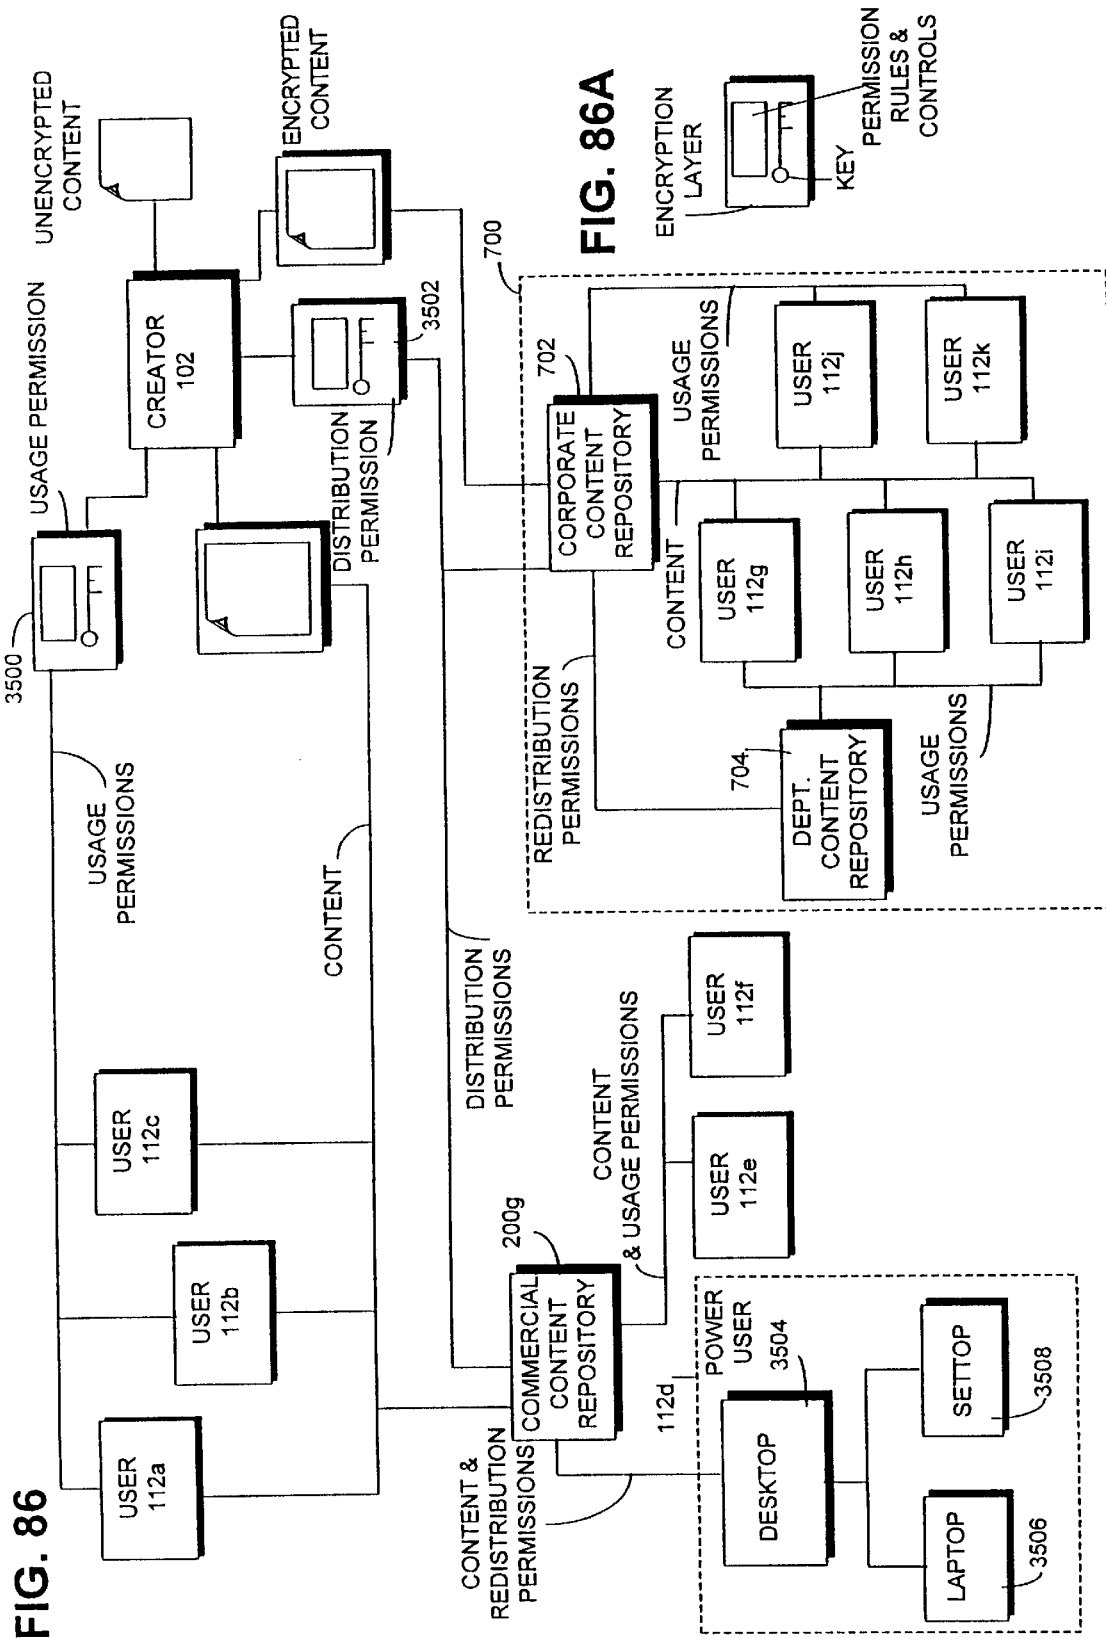 FIG. 86
USER
112a
USER
112b
USER
112c
USAGE
PERMISSIONS
3500
USAGE PERMISSION
CREATOR
102
UNENCRYPTED
CONTENT
ENCRYPTED
CONTENT
CONTENT
DISTRIBUTION
PERMISSION
3502
DISTRIBUTION
PERMISSIONS
COMMERCIAL
CONTENT
REPOSITORY
200g
CONTENT &
REDISTRIBUTION
PERMISSIONS
CONTENT
& USAGE PERMISSIONS
USER
112e
USER
112f
112d
POWER
USER
DESKTOP
3504
LAPTOP
3506
SETTOP
3508
700
CORPORATE
CONTENT
REPOSITORY
702
REDISTRIBUTION
PERMISSIONS
CONTENT
USAGE
PERMISSIONS
704
DEPT.
CONTENT
REPOSITORY
USER
112g
USER
112h
USER
112i
USER
112j
USER
112k
USAGE
PERMISSIONS
FIG. 86A
ENCRYPTION
LAYER
KEY
PERMISSION
RULES &
CONTROLS